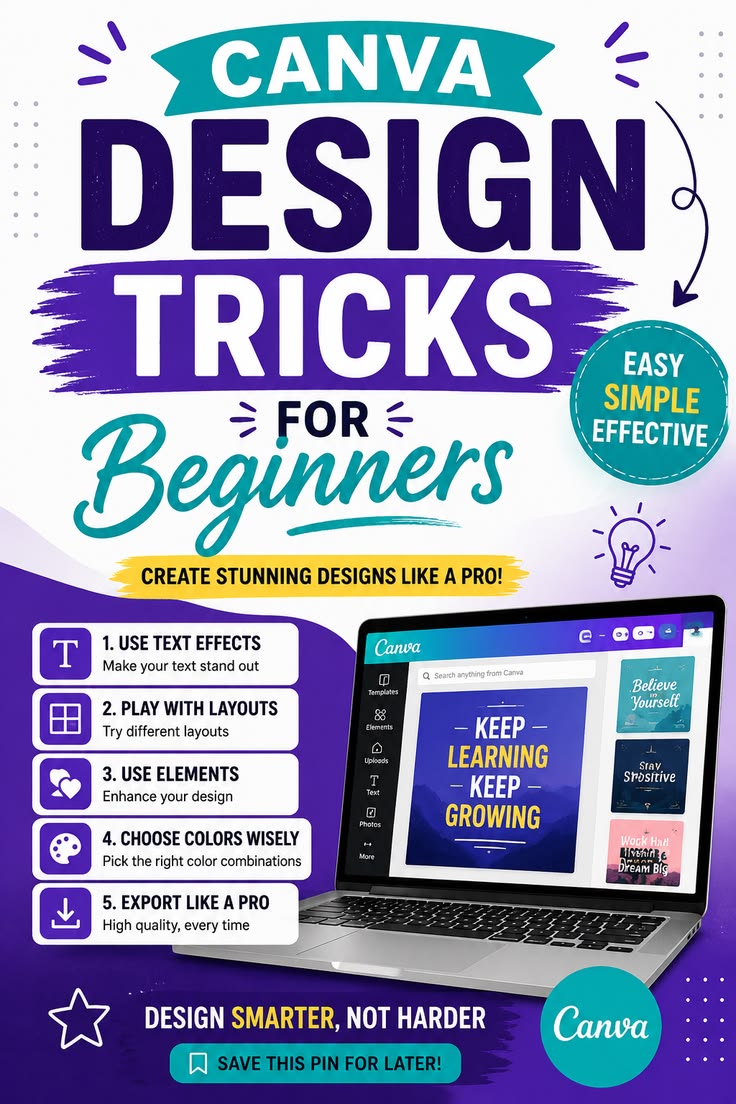 CANVA
DESIGN
TRICKS
FOR
Beginners
EASY
SIMPLE
EFFECTIVE
CREATE STUNNING DESIGNS LIKE A PRO!
1. USE TEXT EFFECTS
Make your text stand out
2. PLAY WITH LAYOUTS
Try different layouts
3. USE ELEMENTS
Enhance your design
4. CHOOSE COLORS WISELY
Pick the right color combinations
5. EXPORT LIKE A PRO
High quality, every time
Canva
Search anything from Canva
Templates
Elements
Uploads
T
Text
Photos
More
KEEP
LEARNING
KEEP
GROWING
Believe
in
Yourself
Stay
Dream Big
DESIGN SMARTER, NOT HARDER
SAVE THIS PIN FOR LATER!
Canva